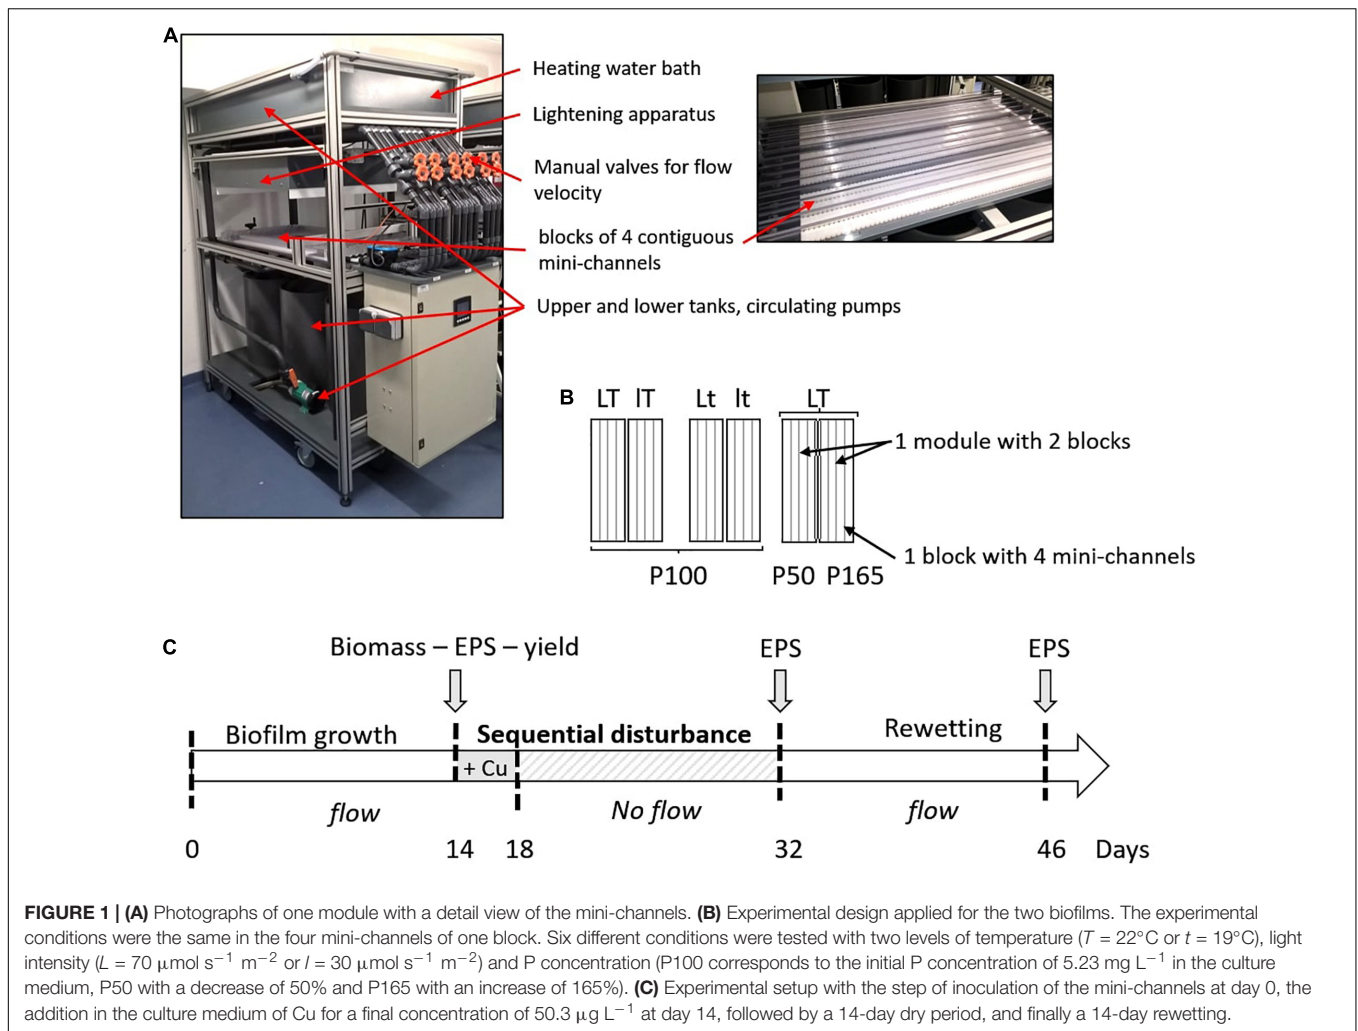 A
Heating water bath
Lightening apparatus
Manual valves for flow
velocity
blocks of 4 contiguous
mini-channels
Upper and lower tanks, circulating pumps
B
LT lT Lt lt LT
1 module with 2 blocks
1 block with 4 mini-channels
P100 P50 P165
C
Biomass – EPS – yield EPS EPS
Biofilm growth Sequential disturbance Rewetting
+ Cu
flow No flow flow
0 14 18 32 46 Days
FIGURE 1 | (A) Photographs of one module with a detail view of the mini-channels. (B) Experimental design applied for the two biofilms. The experimental
conditions were the same in the four mini-channels of one block. Six different conditions were tested with two levels of temperature (T = 22°C or t = 19°C), light
intensity (L = 70 μmol s−1 m−2 or l = 30 μmol s−1 m−2) and P concentration (P100 corresponds to the initial P concentration of 5.23 mg L−1 in the culture
medium, P50 with a decrease of 50% and P165 with an increase of 165%). (C) Experimental setup with the step of inoculation of the mini-channels at day 0, the
addition in the culture medium of Cu for a final concentration of 50.3 μg L−1 at day 14, followed by a 14-day dry period, and finally a 14-day rewetting.